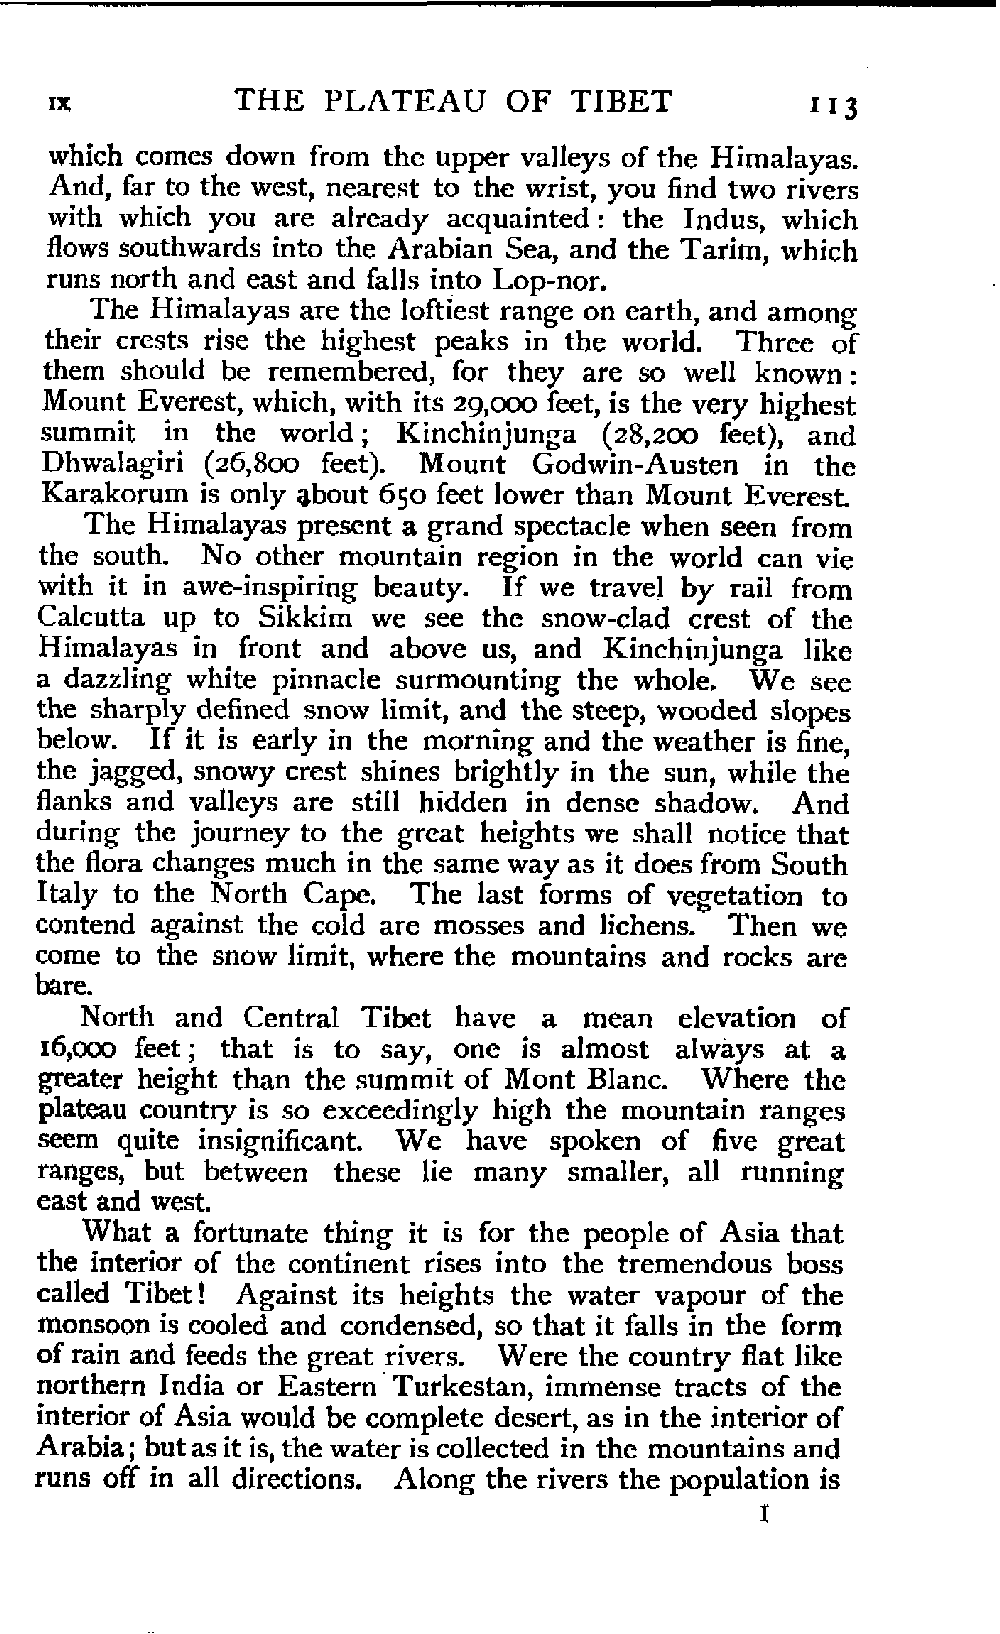 IX THE PLATEAU OF TIBET 113
which comes down from the upper valleys of the Himalayas.
And, far to the west, nearest to the wrist, you find two rivers
with which you are already acquainted: the Indus, which
flows southwards into the Arabian Sea, and the Tarim, which
runs north and east and falls into Lop-nor.
The Himalayas are the loftiest range on earth, and among
their crests rise the highest peaks in the world. Three of
them should be remembered, for they are so well known:
Mount Everest, which, with its 29,000 feet, is the very highest
summit in the world; Kinchinjunga (28,200 feet), and
Dhwalagiri (26,800 feet). Mount Godwin-Austen in the
Karakorum is only about 650 feet lower than Mount Everest.
The Himalayas present a grand spectacle when seen from
the south. No other mountain region in the world can vie
with it in awe-inspiring beauty. If we travel by rail from
Calcutta up to Sikkim we see the snow-clad crest of the
Himalayas in front and above us, and Kinchinjunga like
a dazzling white pinnacle surmounting the whole. We see
the sharply defined snow limit, and the steep, wooded slopes
below. If it is early in the morning and the weather is fine,
the jagged, snowy crest shines brightly in the sun, while the
flanks and valleys are still hidden in dense shadow. And
during the journey to the great heights we shall notice that
the flora changes much in the same way as it does from South
Italy to the North Cape. The last forms of vegetation to
contend against the cold are mosses and lichens. Then we
come to the snow limit, where the mountains and rocks are
bare.
North and Central Tibet have a mean elevation of
16,000 feet; that is to say, one is almost always at a
greater height than the summit of Mont Blanc. Where the
plateau country is so exceedingly high the mountain ranges
seem quite insignificant. We have spoken of five great
ranges, but between these lie many smaller, all running
east and west.
What a fortunate thing it is for the people of Asia that
the interior of the continent rises into the tremendous boss
called Tibet! Against its heights the water vapour of the
monsoon is cooled and condensed, so that it falls in the form
of rain and feeds the great rivers. Were the country flat like
northern India or Eastern Turkestan, immense tracts of the
interior of Asia would be complete desert, as in the interior of
Arabia; but as it is, the water is collected in the mountains and
runs off in all directions. Along the rivers the population is
I